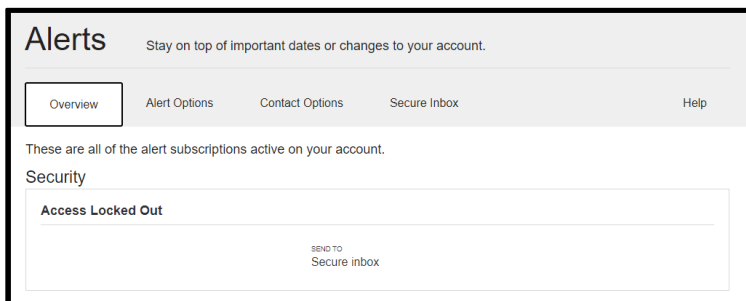 Alerts Stay on top of important dates or changes to your account.
Overview Alert Options Contact Options Secure Inbox Help
These are all of the alert subscriptions active on your account.
Security
Access Locked Out
SEND TO
Secure inbox